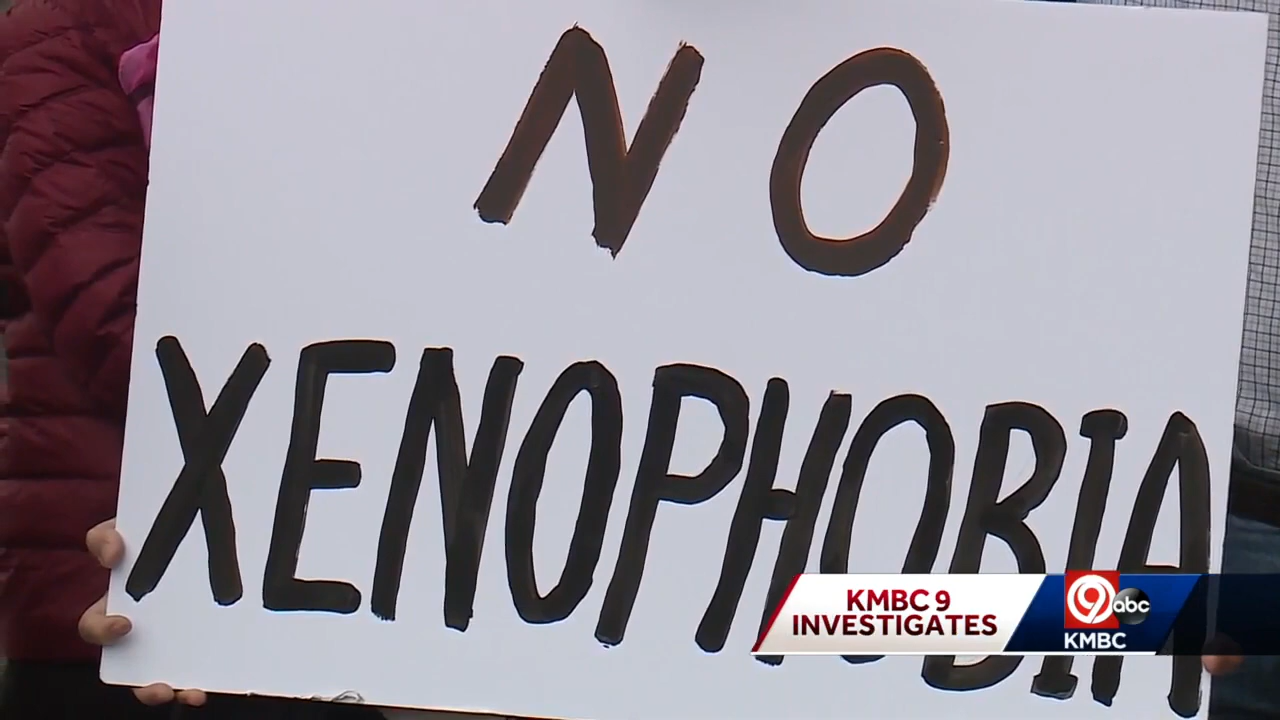 NO
XENOPHOBIA
KMBC 9
INVESTIGATES
9
abc
KMBC